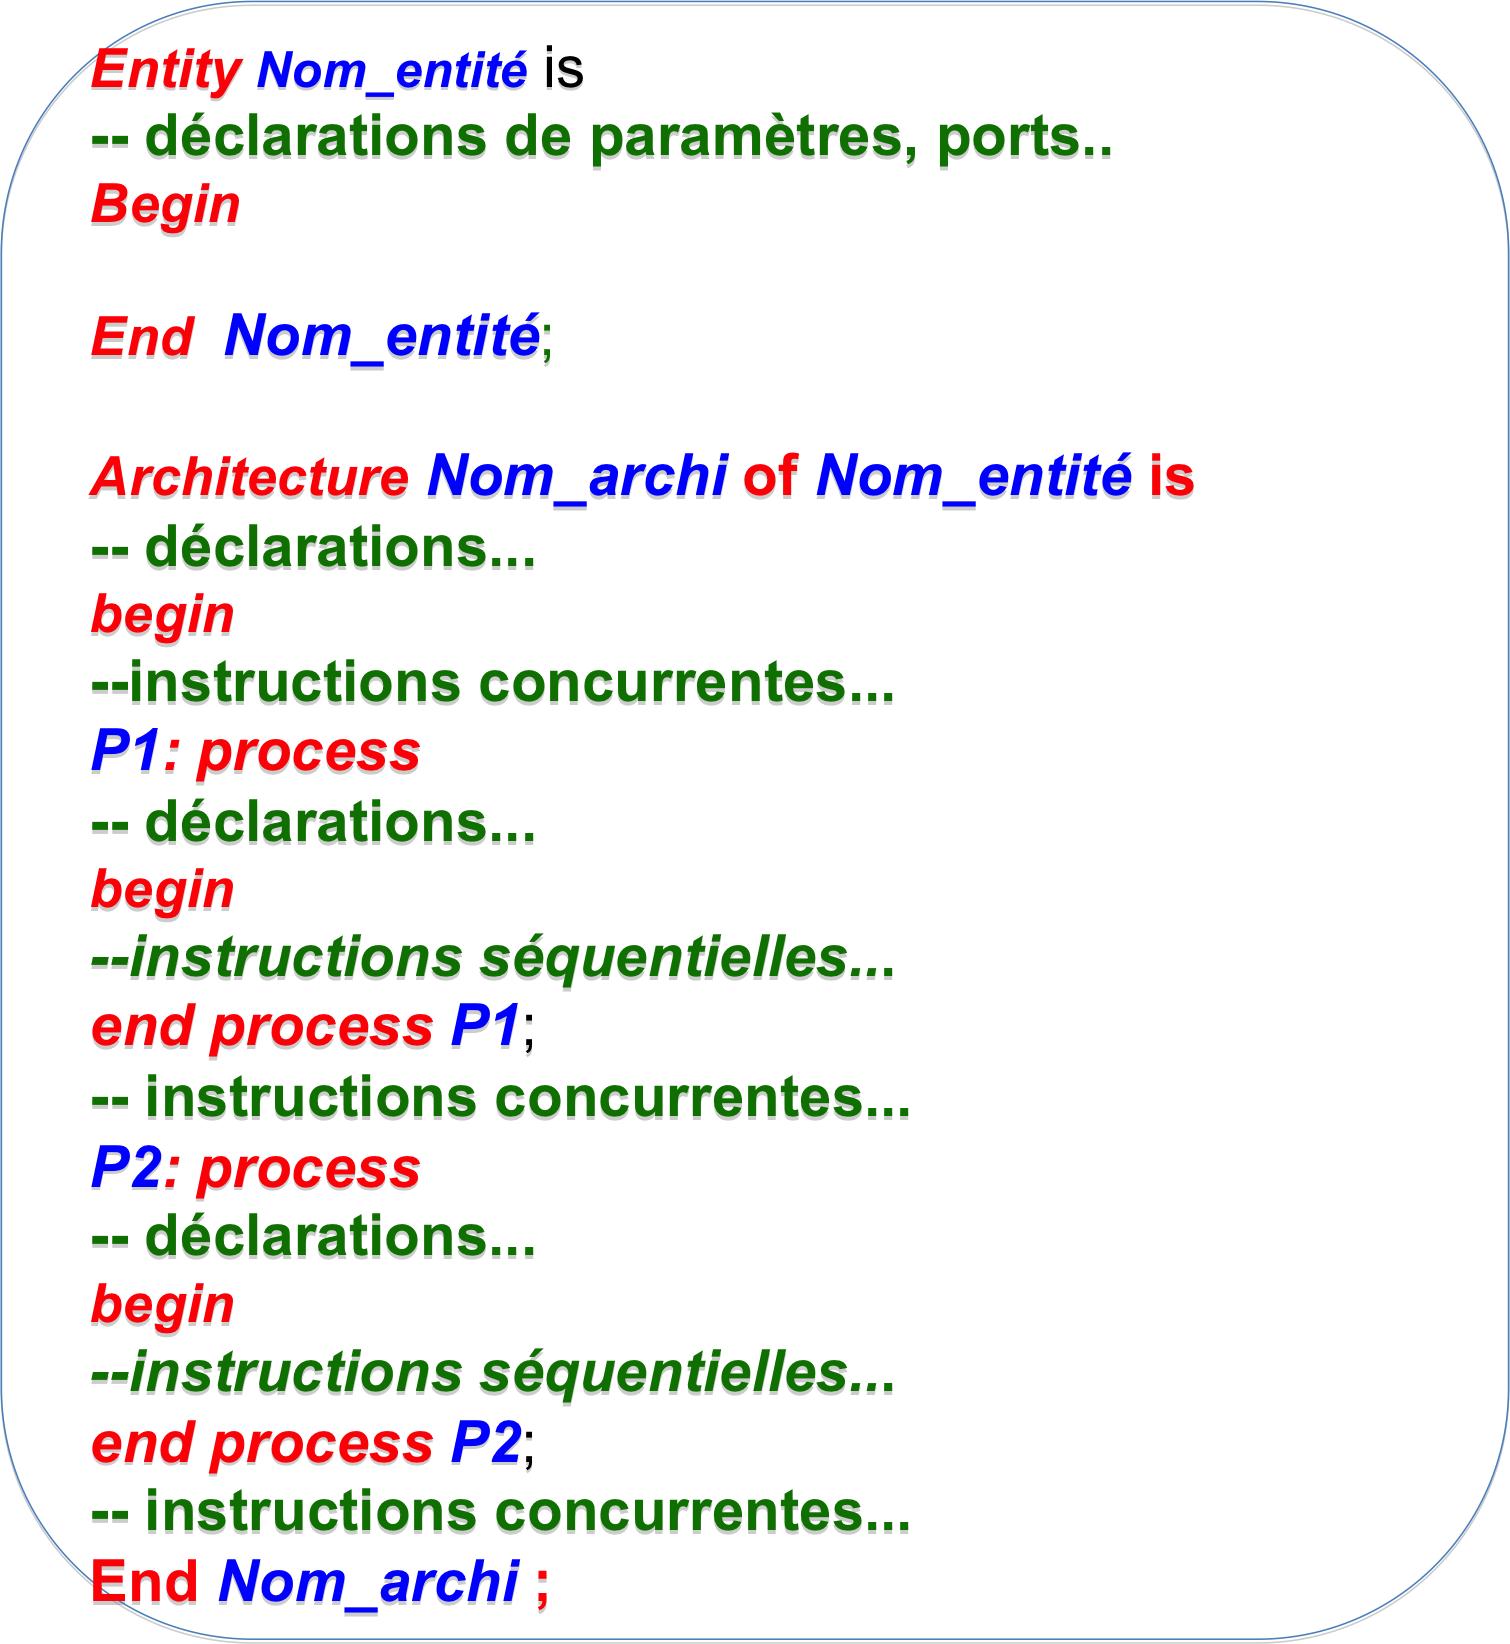 Entity Nom_entité is
-- déclarations de paramètres, ports..
Begin
End Nom_entité;
Architecture Nom_archi of Nom_entité is
-- déclarations...
begin
--instructions concurrentes...
P1: process
-- déclarations...
begin
--instructions séquentielles...
end process P1;
-- instructions concurrentes...
P2: process
-- déclarations...
begin
--instructions séquentielles...
end process P2;
-- instructions concurrentes...
End Nom_archi ;